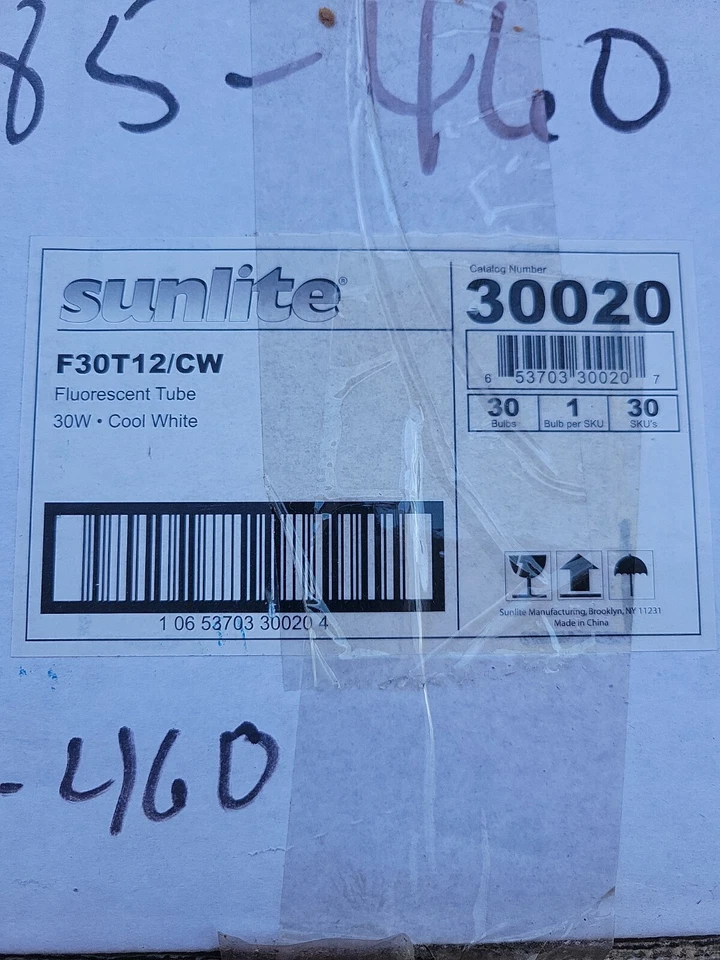 85-460
sunlite®
Catalog Number
30020
F30T12/CW
Fluorescent Tube
30W • Cool White
6 53703 30020 7
30 1 30
Bulbs Bulb per SKU SKU's
1 06 53703 30020 4
Sunlite Manufacturing, Brooklyn, NY 11231
Made in China
-460